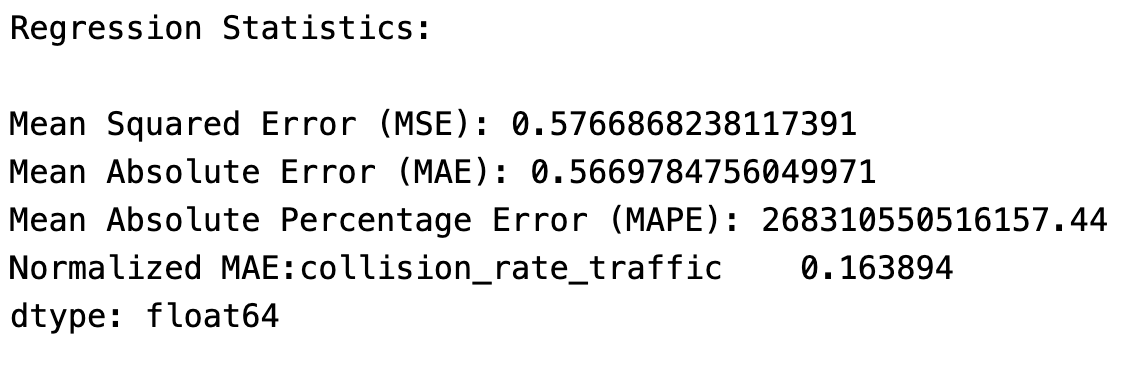 Regression Statistics:
Mean Squared Error (MSE): 0.5766868238117391
Mean Absolute Error (MAE): 0.5669784756049971
Mean Absolute Percentage Error (MAPE): 268310550516157.44
Normalized MAE:collision_rate_traffic    0.163894
dtype: float64